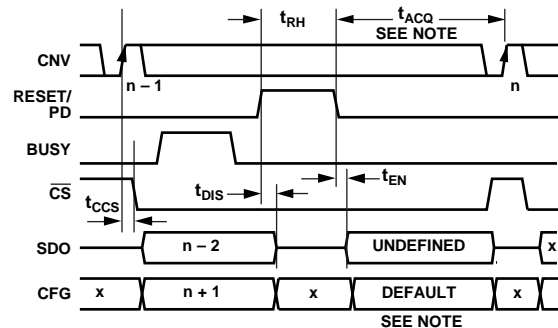 tRH
tACQ
SEE NOTE
CNV
n – 1
n
RESET/
PD
BUSY
CS
tCCS
tDIS
tEN
SDO
n – 2
UNDEFINED
x
CFG
x
n + 1
x
DEFAULT
x
SEE NOTE